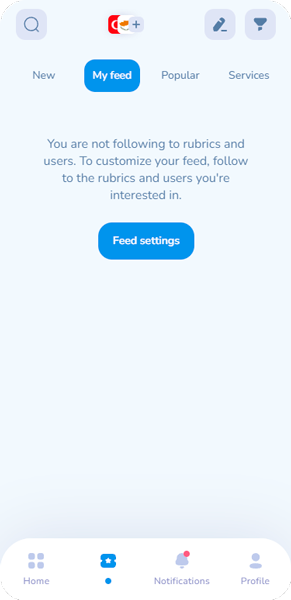 New
My feed
Popular
Services
You are not following to rubrics and
users. To customize your feed, follow
to the rubrics and users you're
interested in.
Feed settings
Home
Notifications
Profile